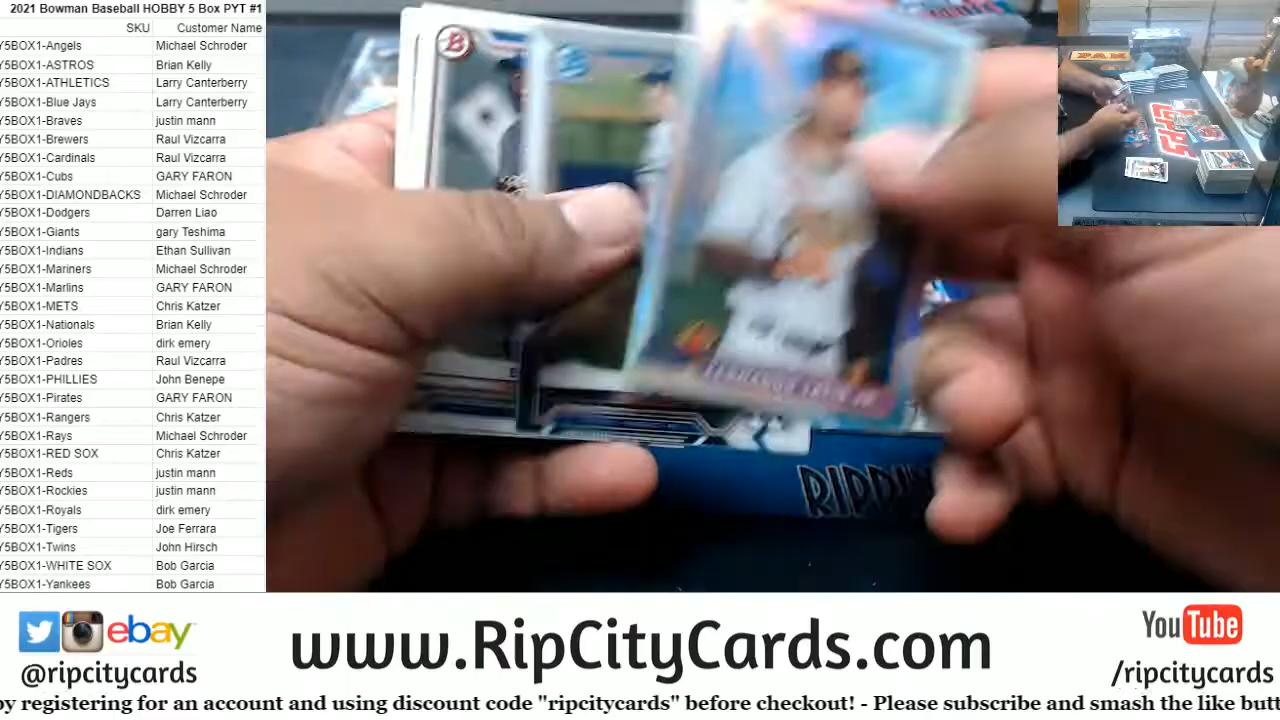 2021 Bowman Baseball HOBBY 5 Box PYT #1
SKU Customer Name
Y5BOX1-Angels Michael Schroder
Y5BOX1-ASTROS Brian Kelly
Y5BOX1-ATHLETICS Larry Canterberry
Y5BOX1-Blue Jays Larry Canterberry
Y5BOX1-Braves justin mann
Y5BOX1-Brewers Raul Vizcarra
Y5BOX1-Cardinals Raul Vizcarra
Y5BOX1-Cubs GARY FARON
Y5BOX1-DIAMONDBACKS Michael Schroder
Y5BOX1-Dodgers Darren Liao
Y5BOX1-Giants gary Teshima
Y5BOX1-Indians Ethan Sullivan
Y5BOX1-Mariners Michael Schroder
Y5BOX1-Marlins GARY FARON
Y5BOX1-METS Chris Katzer
Y5BOX1-Nationals Brian Kelly
Y5BOX1-Orioles dirk emery
Y5BOX1-Padres Raul Vizcarra
Y5BOX1-PHILLIES John Benepe
Y5BOX1-Pirates GARY FARON
Y5BOX1-Rangers Chris Katzer
Y5BOX1-Rays Michael Schroder
Y5BOX1-RED SOX Chris Katzer
Y5BOX1-Reds justin mann
Y5BOX1-Rockies justin mann
Y5BOX1-Royals dirk emery
Y5BOX1-Tigers Joe Ferrara
Y5BOX1-Twins John Hirsch
Y5BOX1-WHITE SOX Bob Garcia
Y5BOX1-Yankees Bob Garcia
B
ebay
@ripcitycards
www.RipCityCards.com
YouTube
/ripcitycards
by registering for an account and using discount code "ripcitycards" before checkout! - Please subscribe and smash the like butt